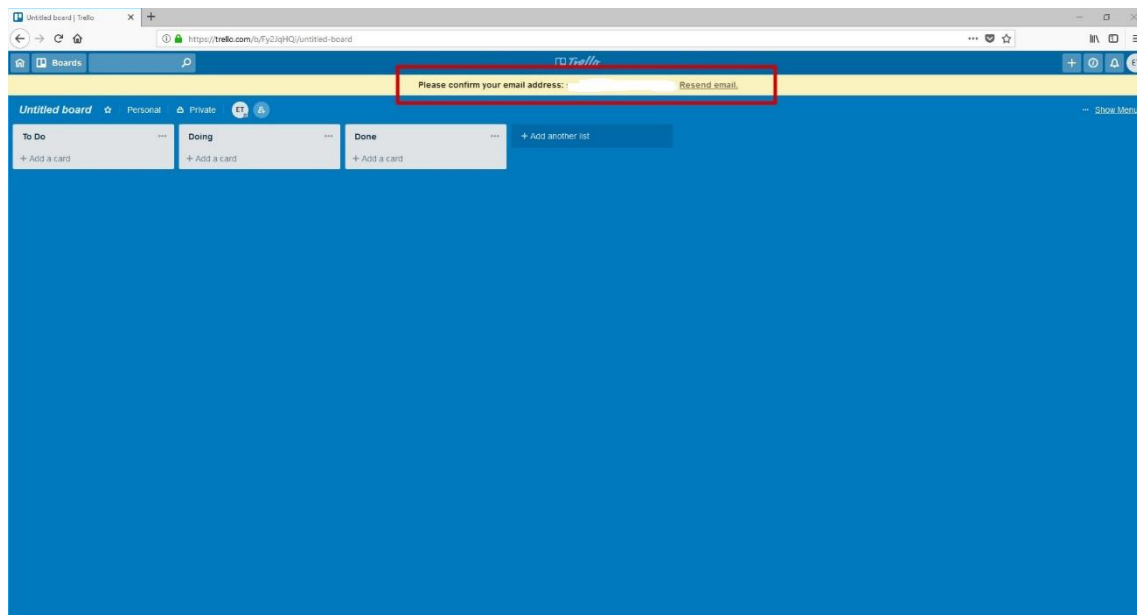 Untitled board | Trello
https://trello.com/b/Fy2JqHQj/untitled-board
Boards
Trello
Please confirm your email address: Resend email.
Untitled board Personal Private ET Show Menu
To Do Doing Done + Add another list
+ Add a card + Add a card + Add a card